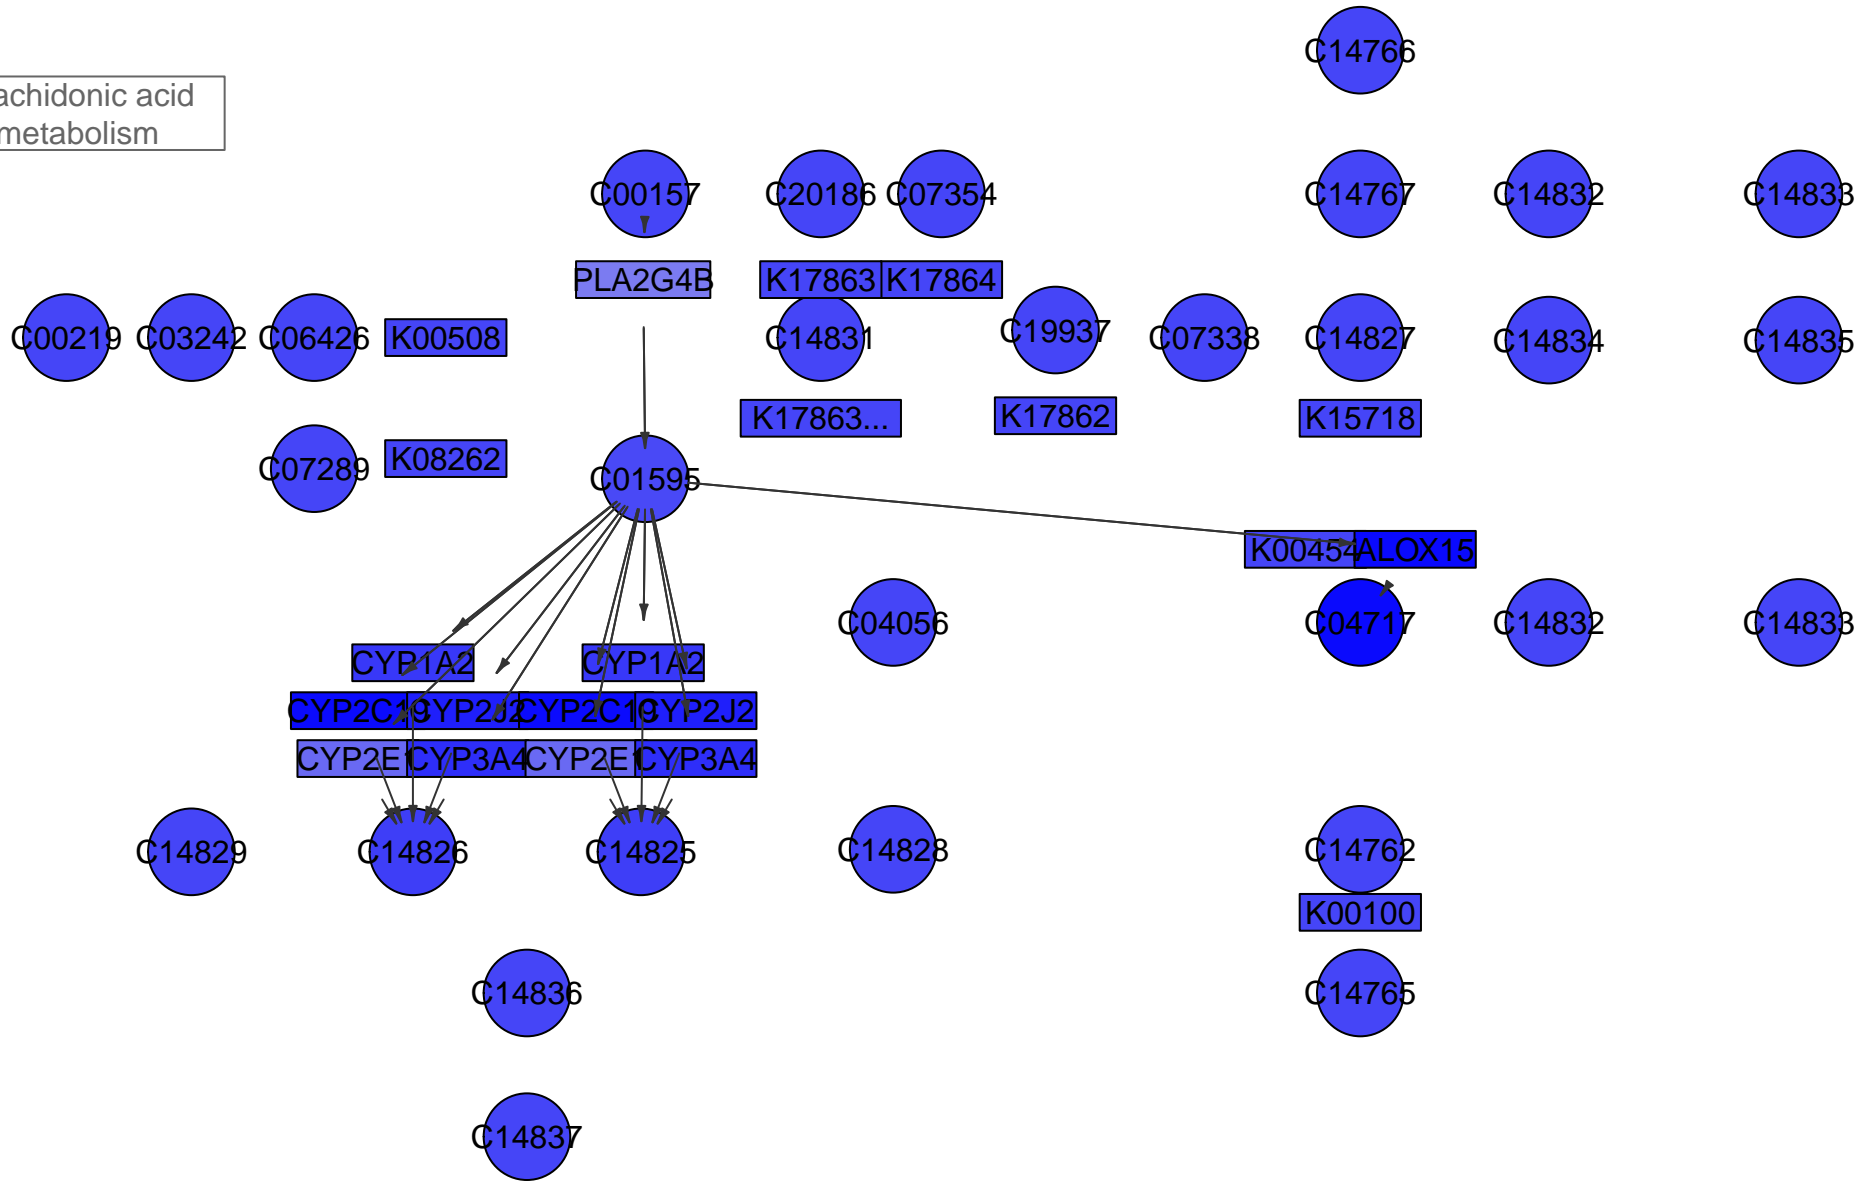 C14766
achidonic acid
metabolism
C00157
C20186
C07354
C14767
C14832
C14833
PLA2G4B
K17863
K17864
C00219
C03242
C06426
K00508
C14831
C19937
C07338
C14827
C14834
C14835
K17863...
K17862
K15718
C07289
K08262
C01595
K00454
ALOX15
C04056
C04717
C14832
C14833
CYP1A2
CYP1A2
CYP2C19
CYP2J2
CYP2C19
CYP2J2
CYP2E1
CYP3A4
CYP2E1
CYP3A4
C14829
C14826
C14825
C14828
C14762
K00100
C14836
C14765
C14837